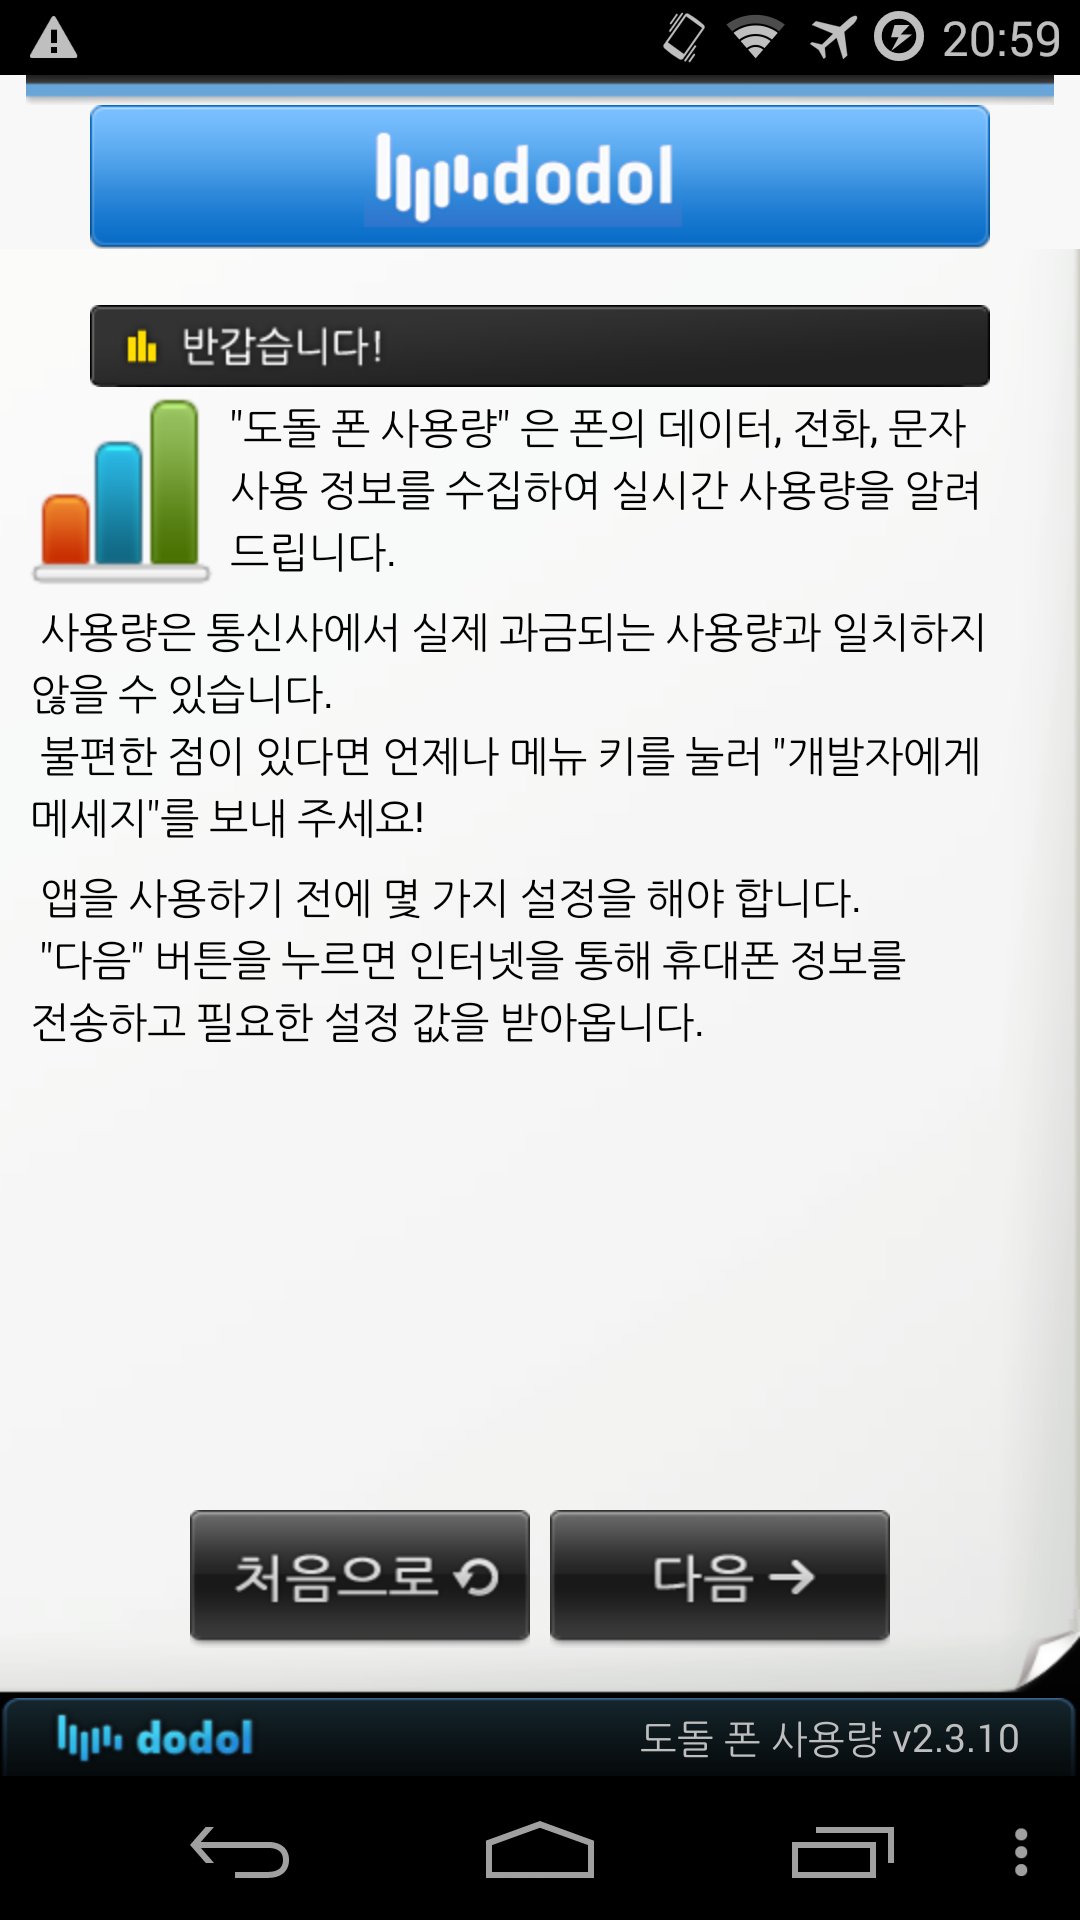 20:59
dodol
반갑습니다!
"도돌 폰 사용량" 은 폰의 데이터, 전화, 문자
사용 정보를 수집하여 실시간 사용량을 알려
드립니다.
사용량은 통신사에서 실제 과금되는 사용량과 일치하지
않을 수 있습니다.
불편한 점이 있다면 언제나 메뉴 키를 눌러 "개발자에게
메세지"를 보내 주세요!
앱을 사용하기 전에 몇 가지 설정을 해야 합니다.
"다음" 버튼을 누르면 인터넷을 통해 휴대폰 정보를
전송하고 필요한 설정 값을 받아옵니다.
처음으로
다음
dodol
도돌 폰 사용량 v2.3.10